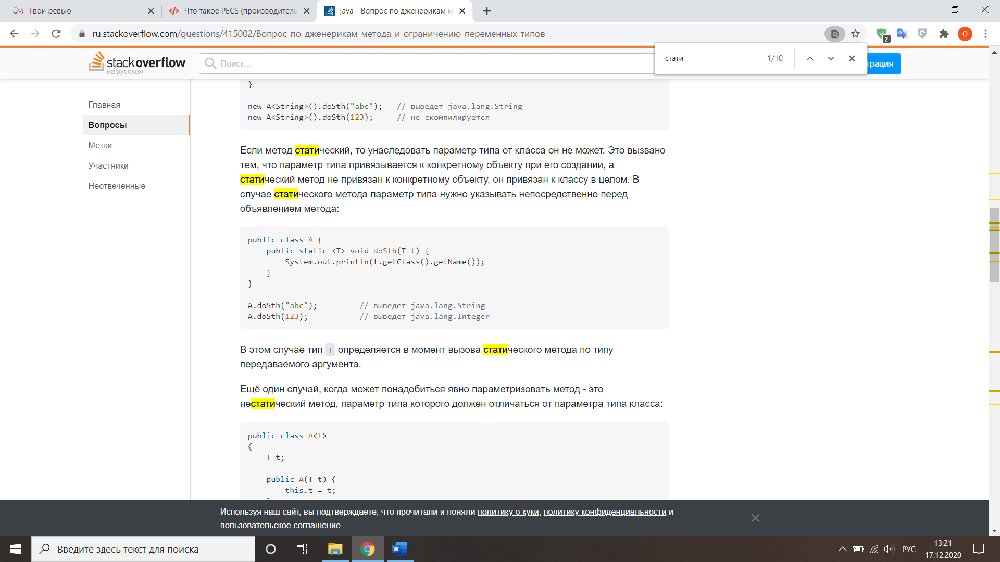 Твои ревью
Что такое PECS (производитель
java - Вопрос по дженерикам м
ru.stackoverflow.com/questions/415002/Вопрос-по-дженерикам-метода-и-ограничению-переменных-типов
2
O
стати
1/10
stackoverflow
на русском
Поиск...
трация
Главная
Вопросы
Метки
Участники
Неотвеченные
}
new A<String>().doSth("abc");   // выведет java.lang.String
new A<String>().doSth(123);     // не скомпилируется
Если метод статический, то унаследовать параметр типа от класса он не может. Это вызвано
тем, что параметр типа привязывается к конкретному объекту при его создании, а
статический метод не привязан к конкретному объекту, он привязан к классу в целом. В
случае статического метода параметр типа нужно указывать непосредственно перед
объявлением метода:
public class A {
    public static <T> void doSth(T t) {
        System.out.println(t.getClass().getName());
    }
}
A.doSth("abc");         // выведет java.lang.String
A.doSth(123);           // выведет java.lang.Integer
В этом случае тип T определяется в момент вызова статического метода по типу
передаваемого аргумента.
Ещё один случай, когда может понадобиться явно параметризовать метод - это
нестатический метод, параметр типа которого должен отличаться от параметра типа класса:
public class A<T>
{
    T t;
    public A(T t) {
        this.t = t;
Используя наш сайт, вы подтверждаете, что прочитали и поняли политику о куки, политику конфиденциальности и
пользовательское соглашение.
Введите здесь текст для поиска
РУС
13:21
17.12.2020